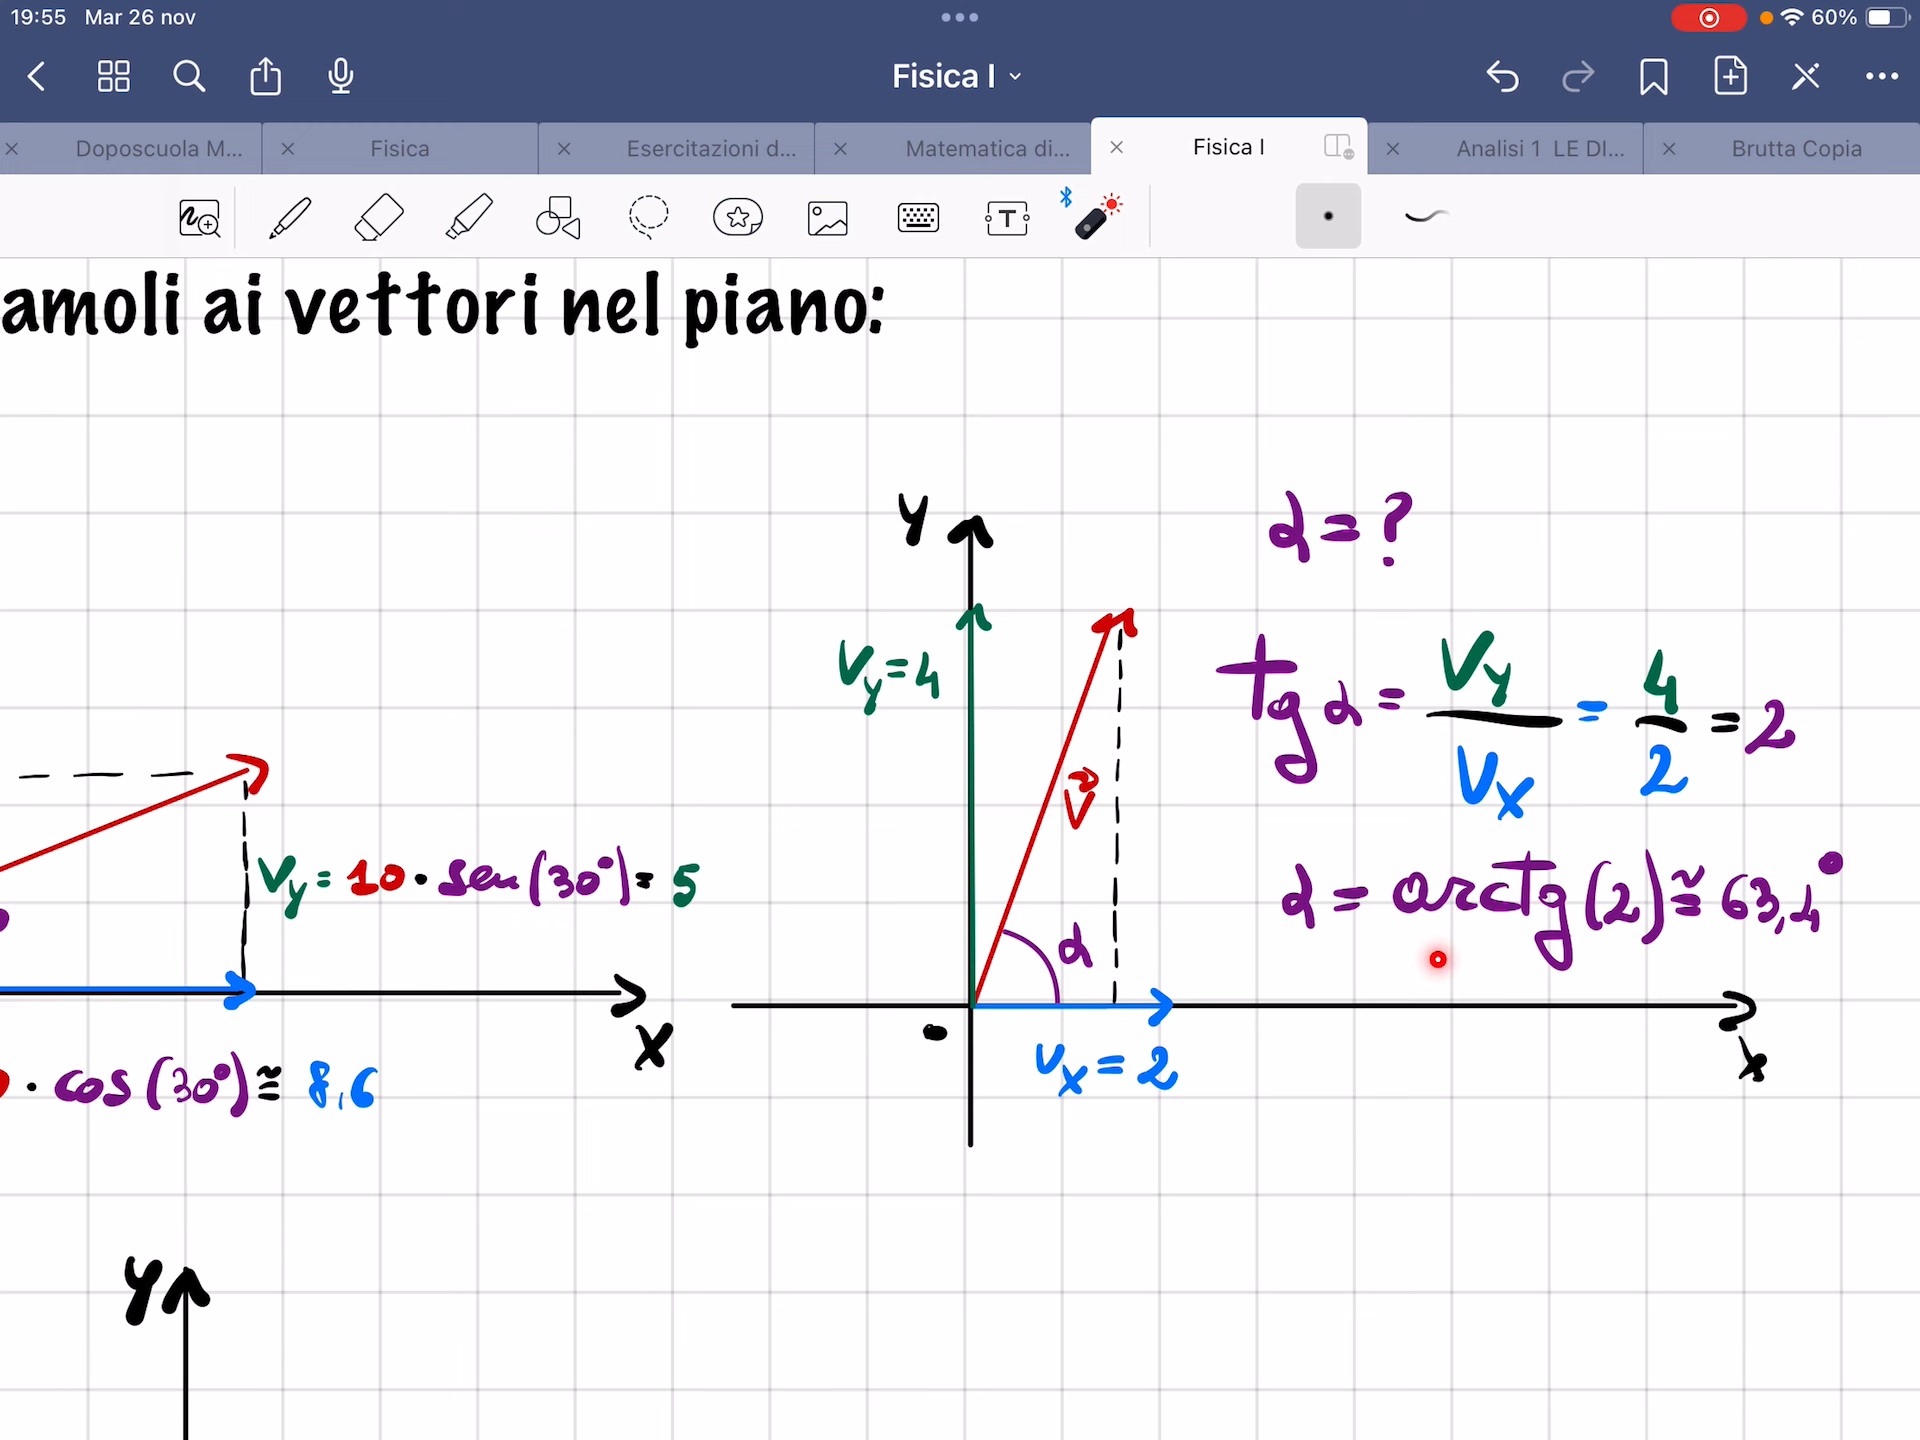 19:55 Mar 26 nov
60%
Fisica I
Doposcuola M...
Fisica
Esercitazioni d...
Matematica di...
Fisica I
Analisi 1 LE DI...
Brutta Copia
T
amoli ai vettori nel piano:
y
α = ?
Vy=4
tg α = Vy/Vx = 4/2 = 2
V
Vy = 10 · sen(30°) = 5
α = arctg(2) ≅ 63,4°
α
x
x
Vx = 2
· cos(30°) ≅ 8,6
y